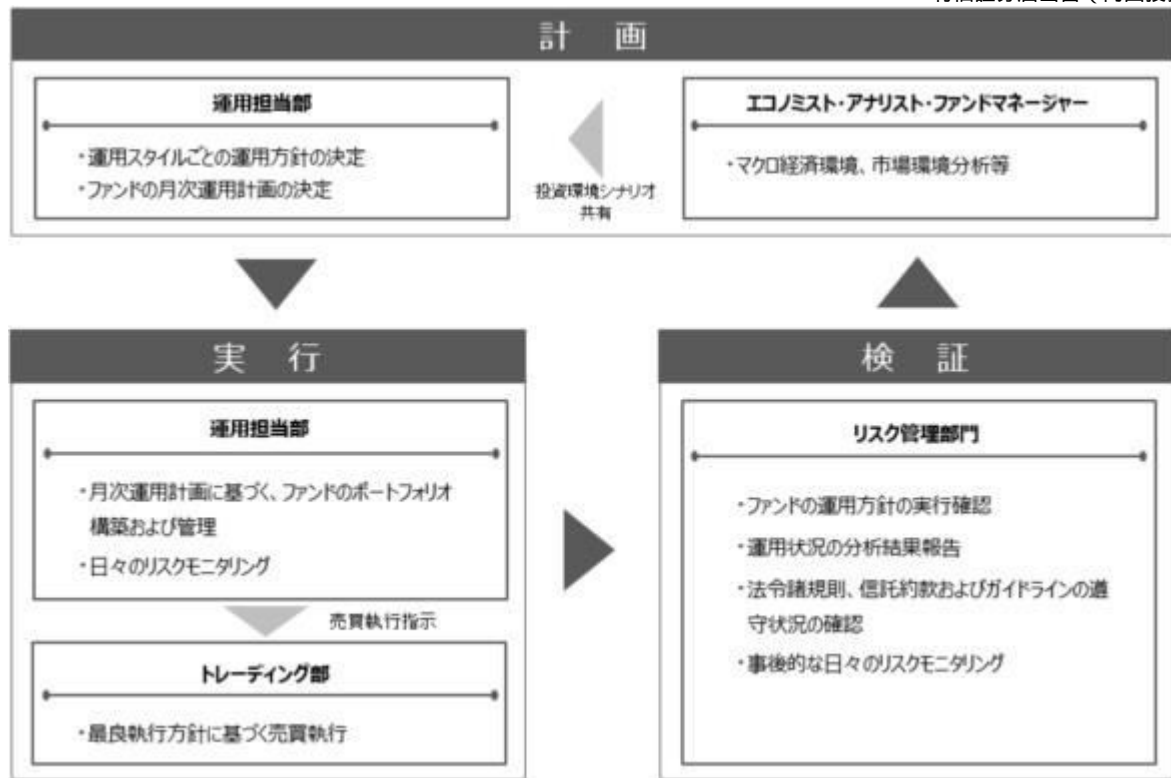 計 画
運用担当部
・運用スタイルごとの運用方針の決定
・ファンドの月次運用計画の決定
投資環境シナリオ
共有
エコノミスト・アナリスト・ファンドマネージャー
・マクロ経済環境、市場環境分析等
実 行
運用担当部
・月次運用計画に基づく、ファンドのポートフォリオ
構築および管理
・日々のリスクモニタリング
売買執行指示
トレーディング部
・最良執行方針に基づく売買執行
検 証
リスク管理部門
・ファンドの運用方針の実行確認
・運用状況の分析結果報告
・法令諸規則、信託約款およびガイドラインの遵
守状況の確認
・事後的な日々のリスクモニタリング